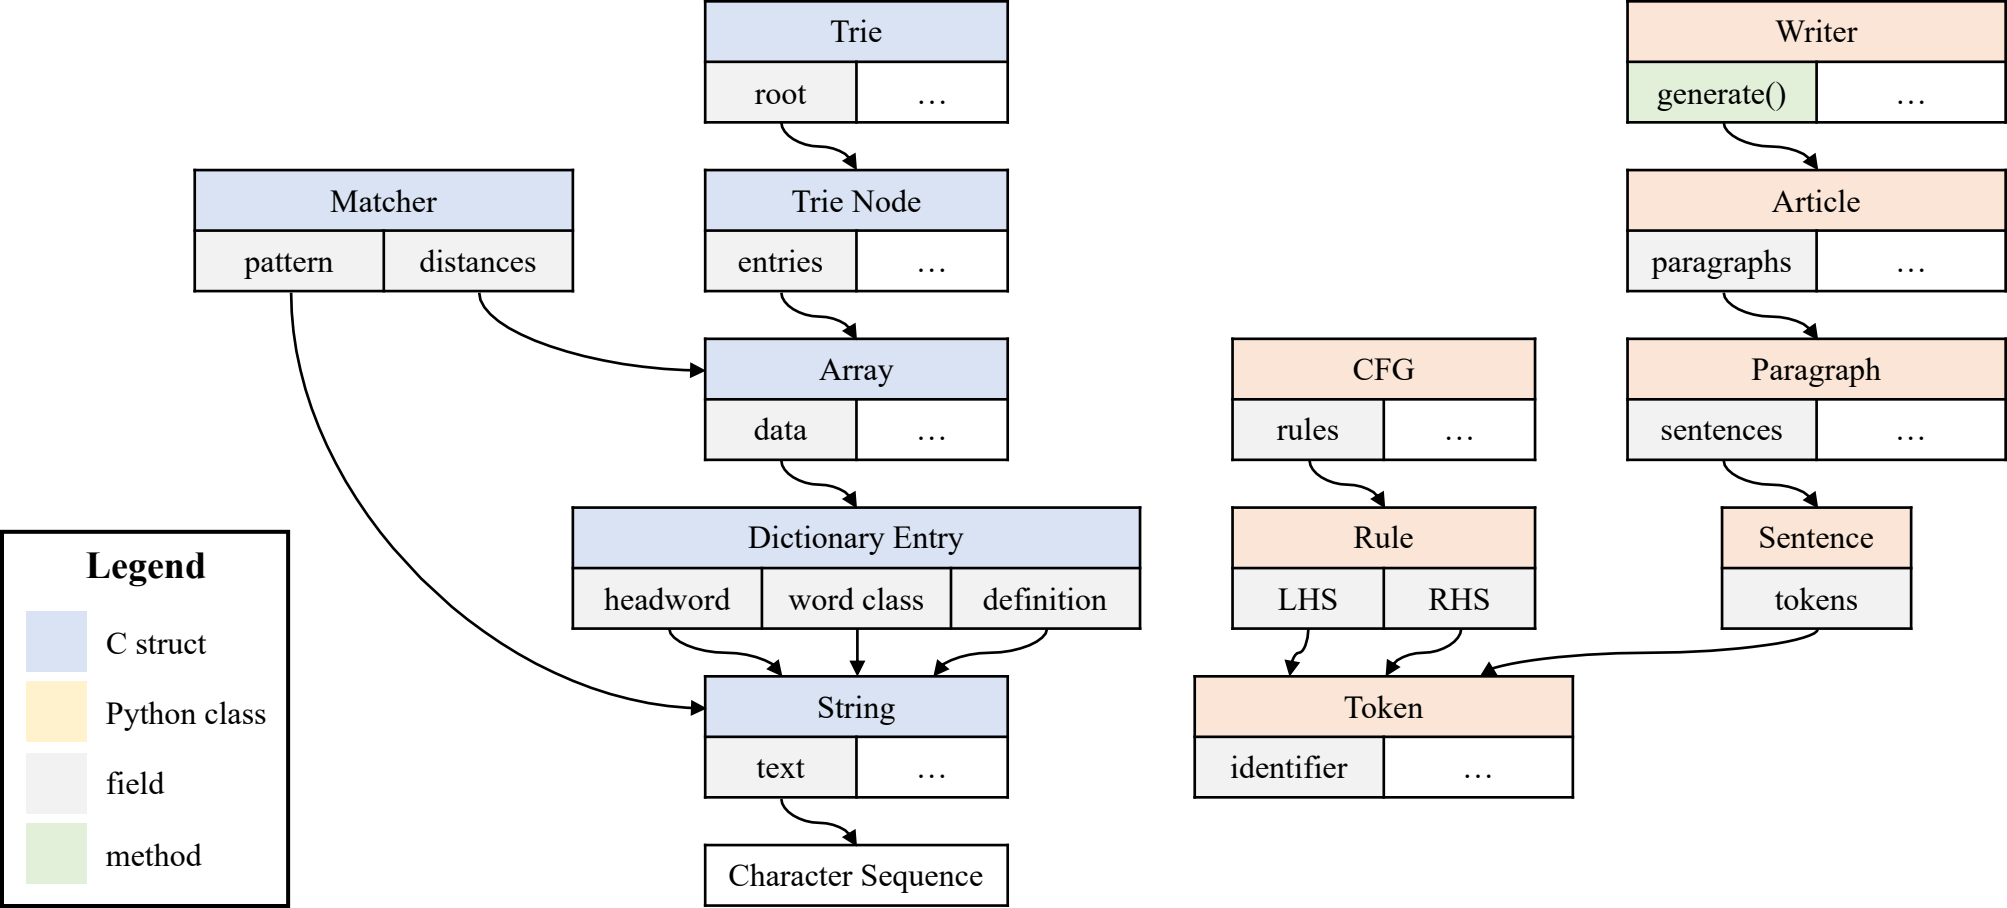 Trie
root
…
Writer
generate()
…
Matcher
pattern
distances
Trie Node
entries
…
Article
paragraphs
…
Array
data
…
CFG
rules
…
Paragraph
sentences
…
Dictionary Entry
headword
word class
definition
Rule
LHS
RHS
Sentence
tokens
String
text
…
Token
identifier
…
Character Sequence
Legend
C struct
Python class
field
method